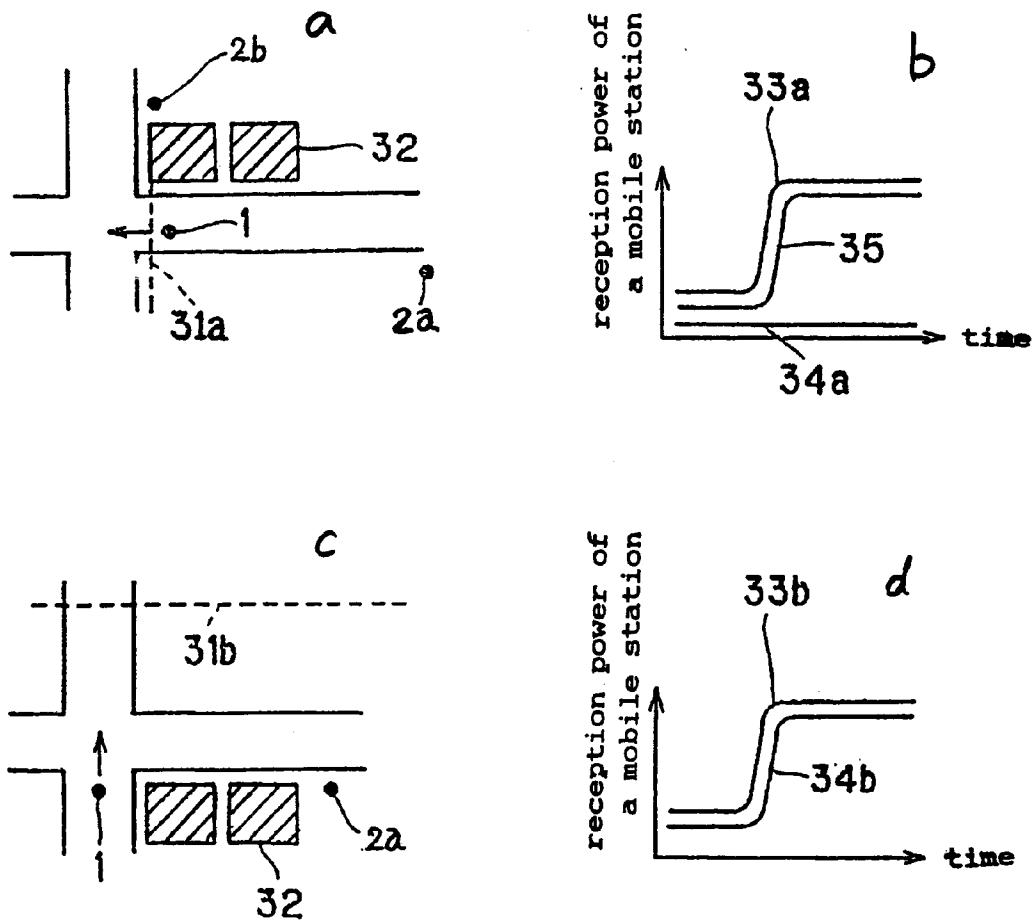 a
2b
32
1
31a
2a
b
reception power of
a mobile station
33a
35
34a
time
c
31b
1
32
2a
d
reception power of
a mobile station
33b
34b
time